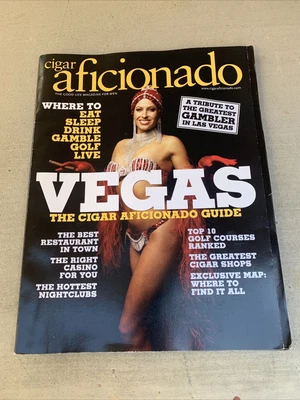 cigar
aficionado
THE GOOD LIFE MAGAZINE FOR MEN
www.cigaraficionado.com
WHERE TO
EAT
SLEEP
DRINK
GAMBLE
GOLF
LIVE
A TRIBUTE TO
THE GREATEST
GAMBLER
IN LAS VEGAS
VEGAS
THE CIGAR AFICIONADO GUIDE
THE BEST
RESTAURANT
IN TOWN
THE RIGHT
CASINO
FOR YOU
THE HOTTEST
NIGHTCLUBS
TOP 10
GOLF COURSES
RANKED
THE GREATEST
CIGAR SHOPS
EXCLUSIVE MAP:
WHERE TO
FIND IT ALL